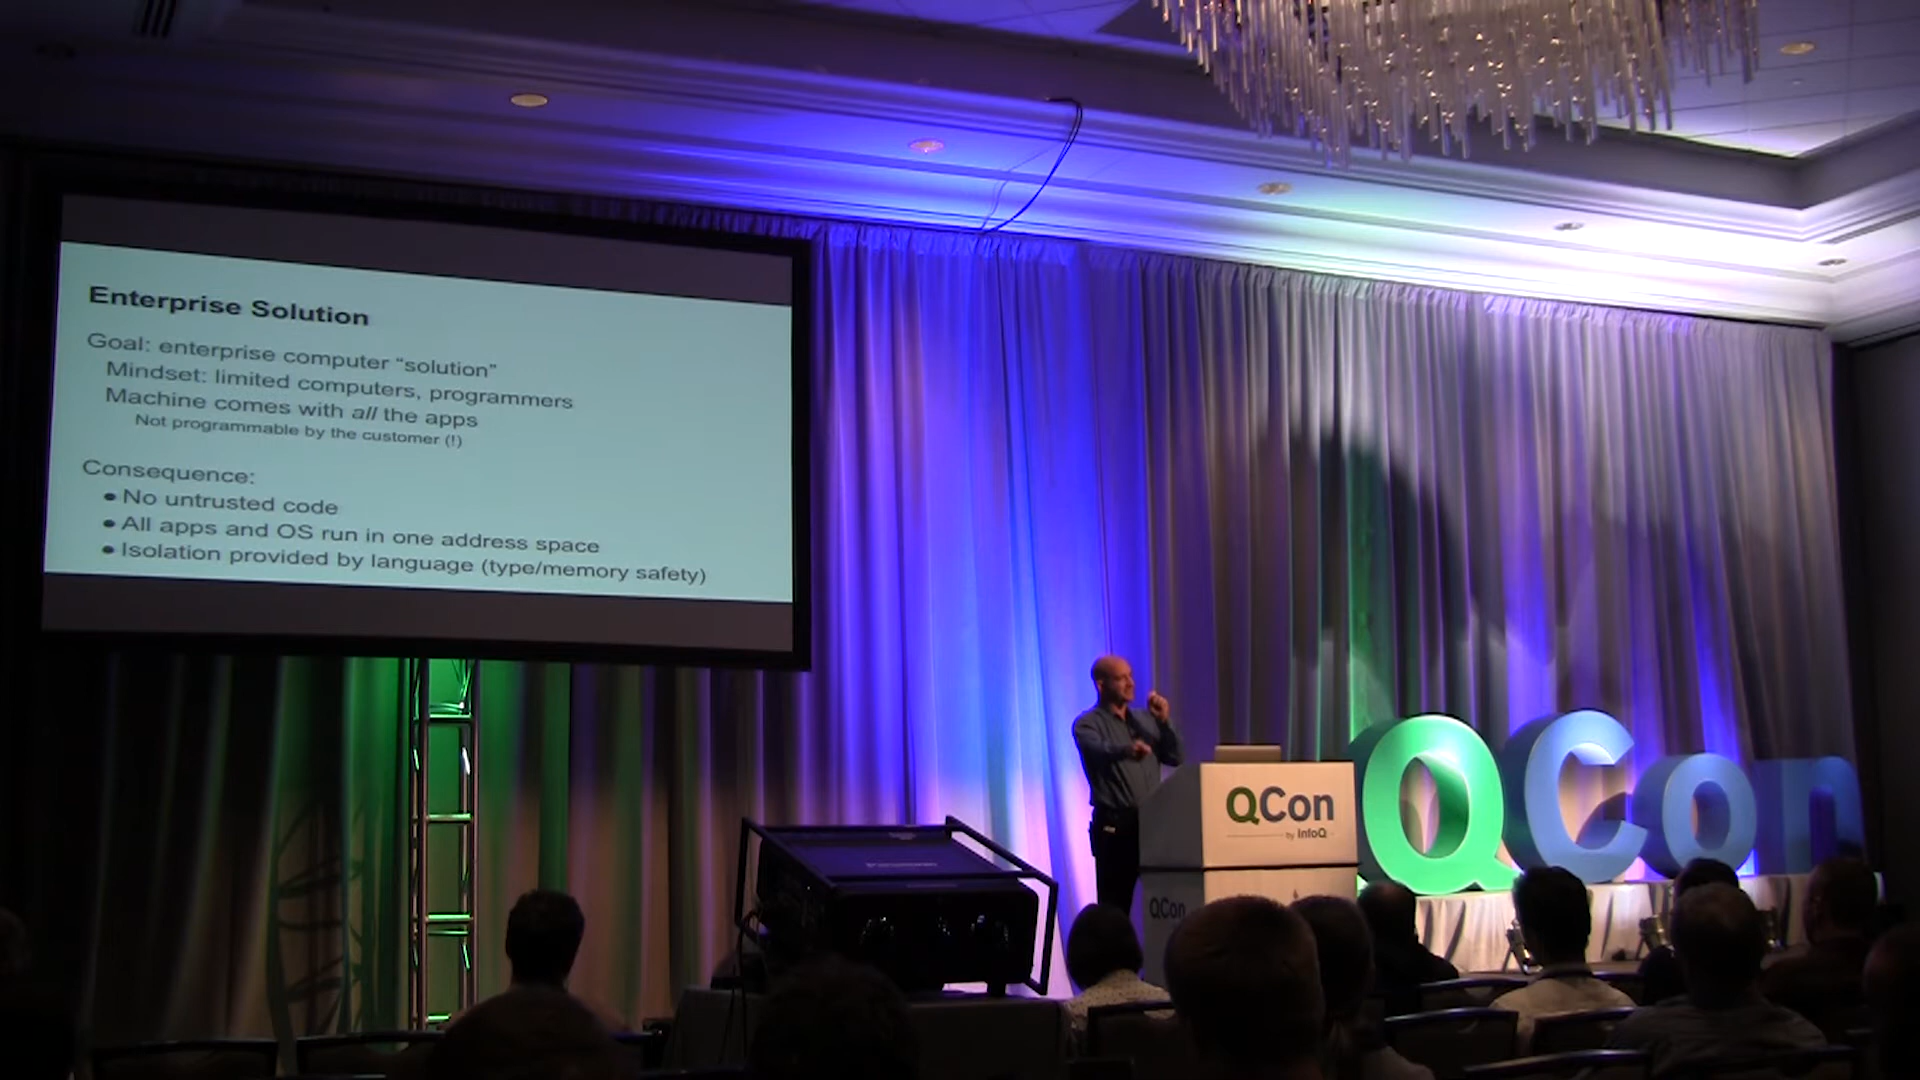 Enterprise Solution
Goal: enterprise computer “solution”
Mindset: limited computers, programmers
Machine comes with all the apps
Not programmable by the customer (!)
Consequence:
● No untrusted code
● All apps and OS run in one address space
● Isolation provided by language (type/memory safety)
QCon
by InfoQ
QCon
QCon